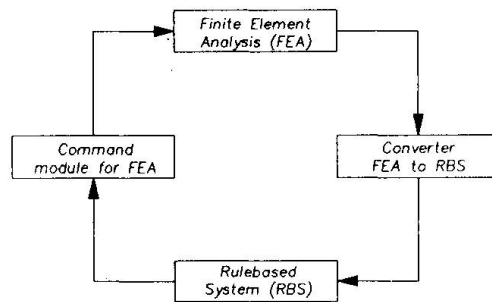 Finite Element
Analysis (FEA)
Command
module for FEA
Converter
FEA to RBS
Rulebased
System (RBS)